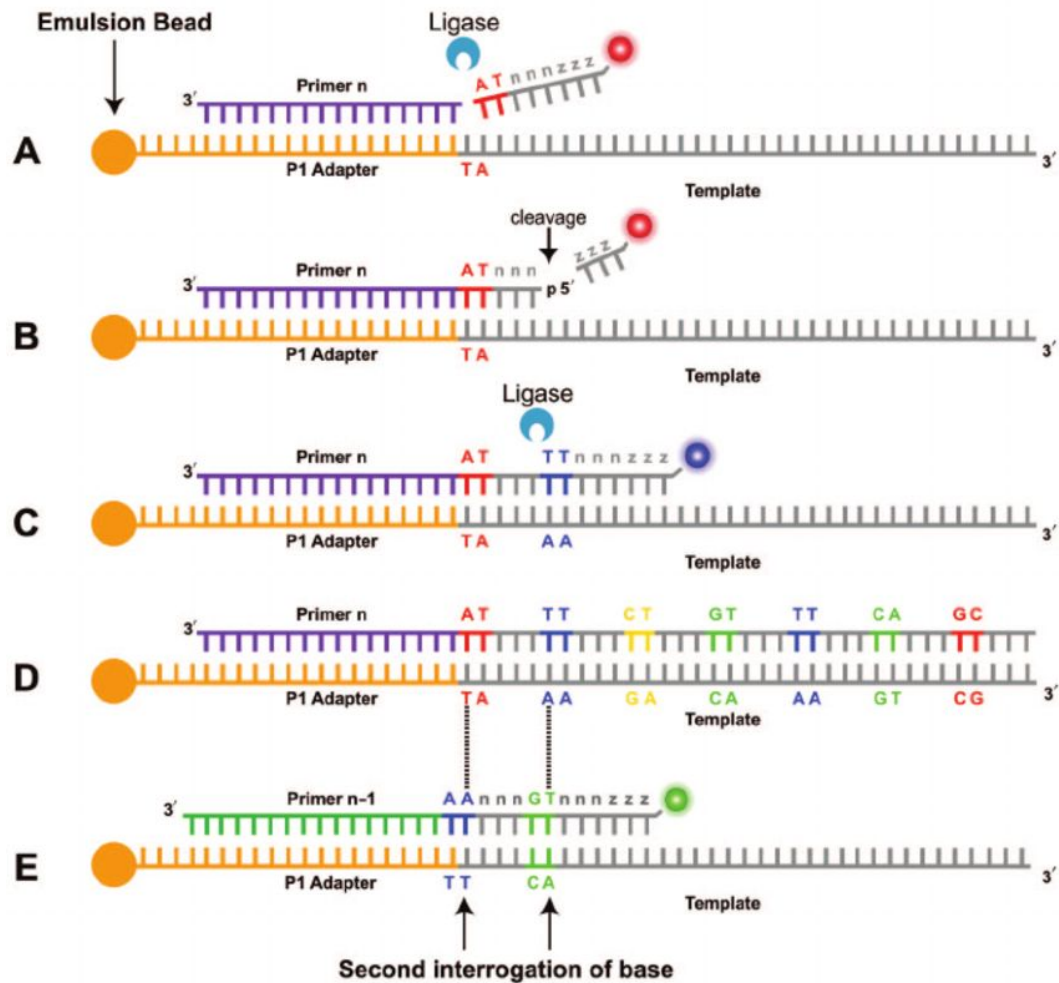 Emulsion Bead
Ligase
A T n n n z z z
Primer n
3′
A
P1 Adapter
T A
Template
3′
cleavage
z z z
Primer n
A T n n n
3′
p 5′
B
P1 Adapter
T A
Template
3′
Ligase
Primer n
A T
T T n n n z z z
3′
C
P1 Adapter
T A
A A
Template
3′
Primer n
A T
T T
C T
G T
T T
C A
G C
3′
D
P1 Adapter
T A
A A
G A
C A
A A
G T
C G
Template
3′
Primer n–1
A A n n n G T n n n z z z
3′
E
P1 Adapter
T T
C A
Template
3′
Second interrogation of base